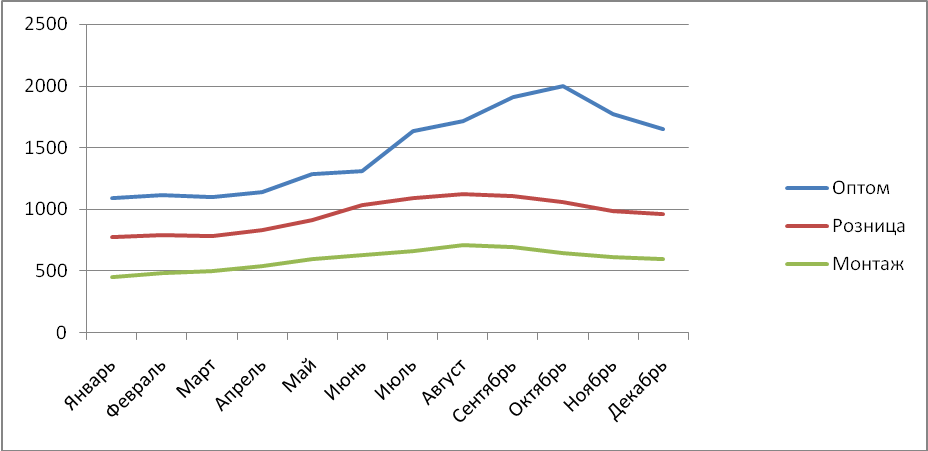 2500
2000
1500
1000
500
0
Январь
Февраль
Март
Апрель
Май
Июнь
Июль
Август
Сентябрь
Октябрь
Ноябрь
Декабрь
Оптом
Розница
Монтаж